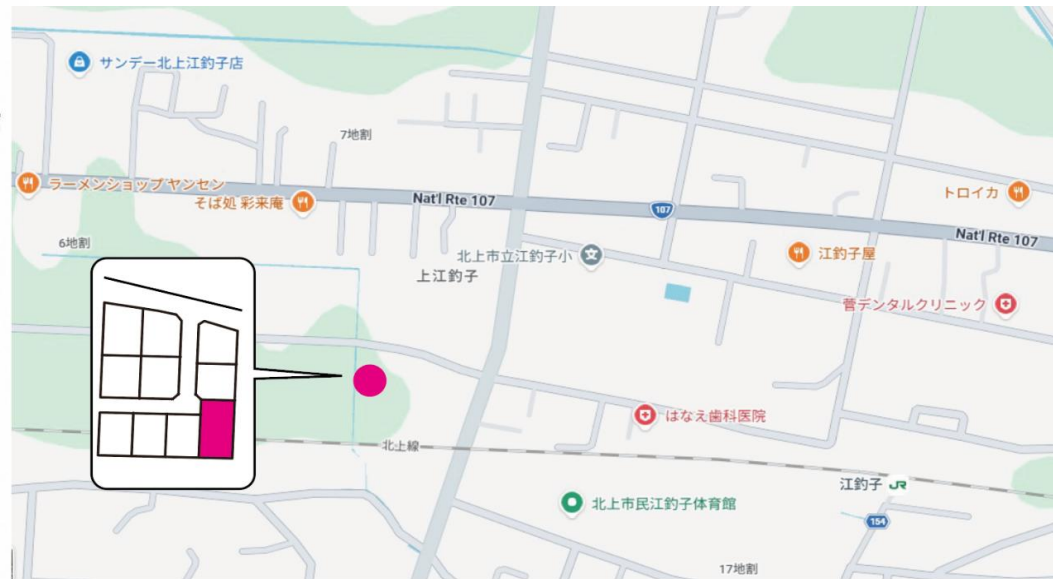 サンデー北上江釣子店
7地割
ラーメンショップ ヤンセン
そば処 彩来庵
Nat'l Rte 107
107
トロイカ
Nat'l Rte 107
6地割
北上市立江釣子小
江釣子屋
上江釣子
菅デンタルクリニック
はなえ歯科医院
北上線
江釣子 JR
北上市民江釣子体育館
154
17地割